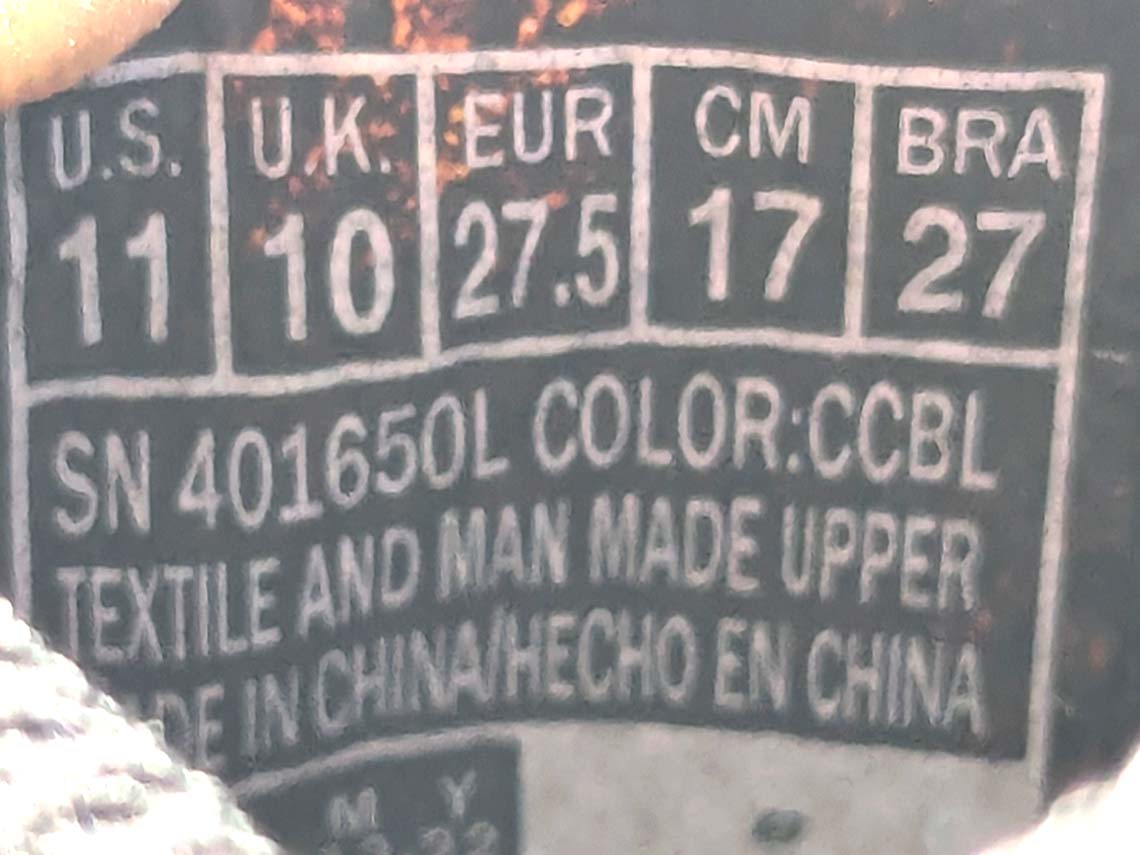 U.S. U.K. EUR CM BRA
11 10 27.5 17 27
SN 401650L COLOR:CCBL
TEXTILE AND MAN MADE UPPER
IN CHINA/HECHO EN CHINA
M Y